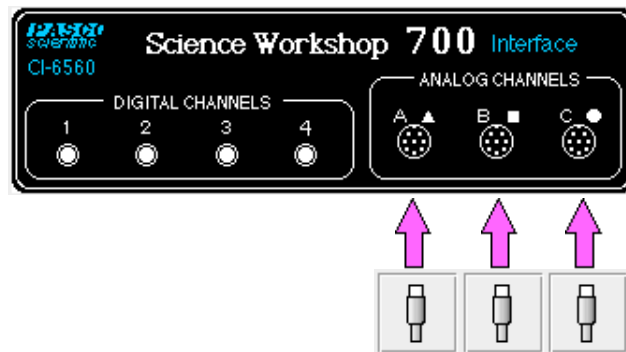 PASCO
scientific
CI-6560
Science Workshop 700 Interface
DIGITAL CHANNELS
1 2 3 4
ANALOG CHANNELS
A B C